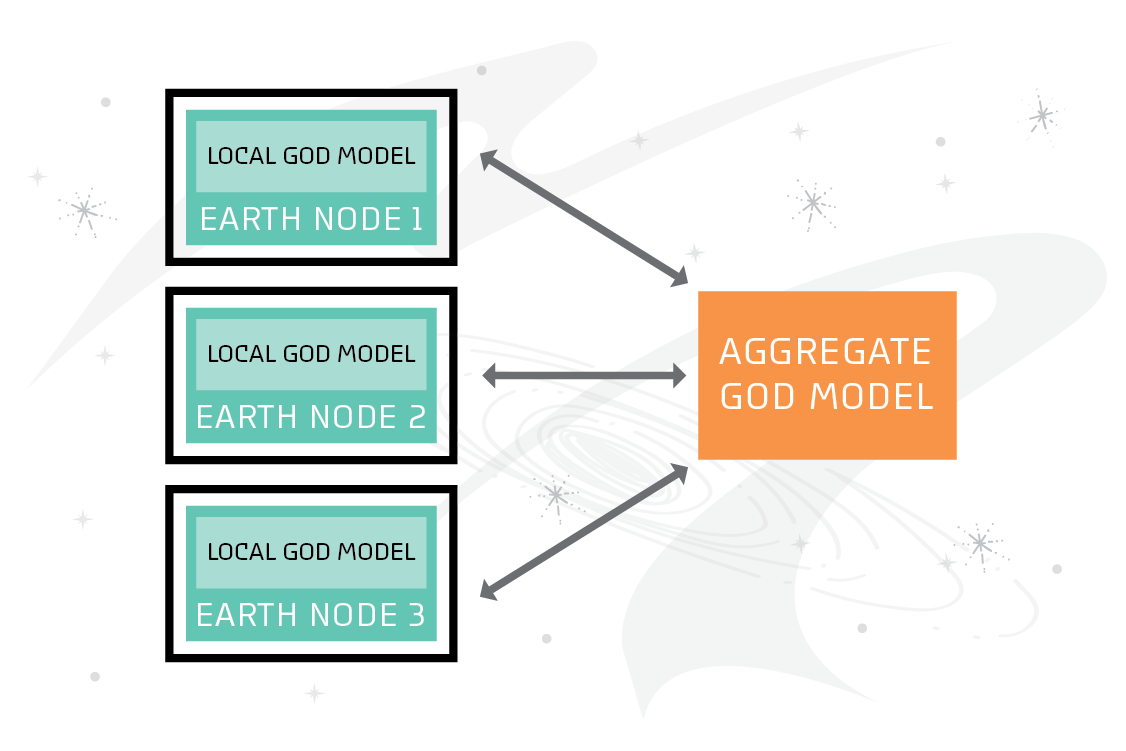 LOCAL GOD MODEL
EARTH NODE 1
LOCAL GOD MODEL
EARTH NODE 2
LOCAL GOD MODEL
EARTH NODE 3
AGGREGATE
GOD MODEL